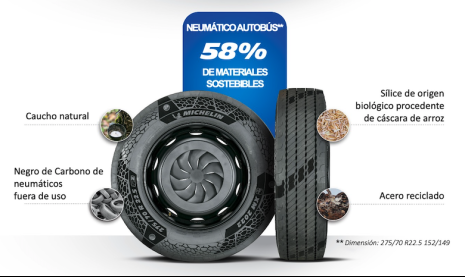 NEUMÁTICO AUTOBÚS**
58%
DE MATERIALES
SOSTEBIBLES
Caucho natural
Sílice de origen
biológico procedente
de cáscara de arroz
MICHELIN
Negro de Carbono de
neumáticos
fuera de uso
Acero reciclado
** Dimensión: 275/70 R22.5 152/149